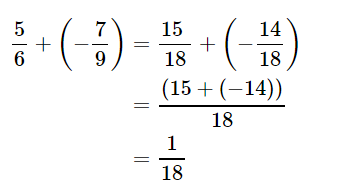 5/6 + (−7/9) = 15/18 + (−14/18)
= (15 + (−14))/18
= 1/18